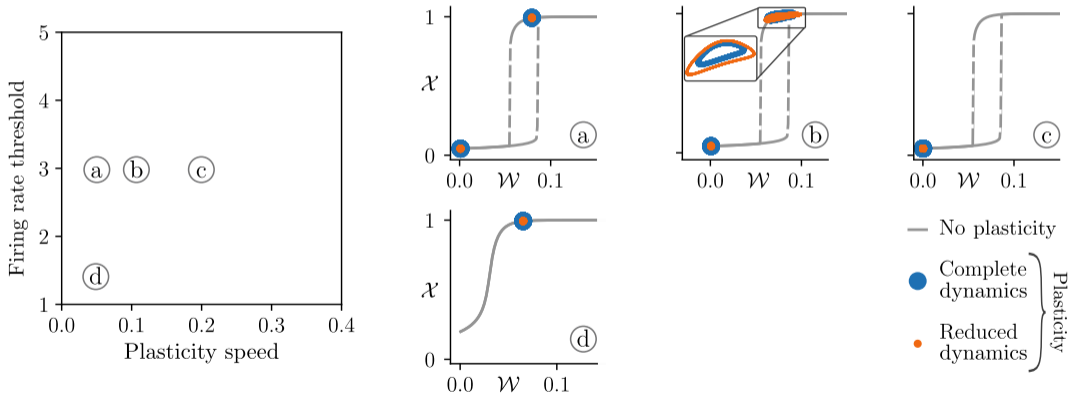 5
4
3
2
1
Firing rate threshold
a
b
c
d
0.0
0.1
0.2
0.3
0.4
Plasticity speed
1
𝒳
0
a
0.0
𝒲
0.1
b
0.0
𝒲
0.1
c
0.0
𝒲
0.1
1
𝒳
0
d
0.0
𝒲
0.1
No plasticity
Complete
dynamics
Reduced
dynamics
Plasticity